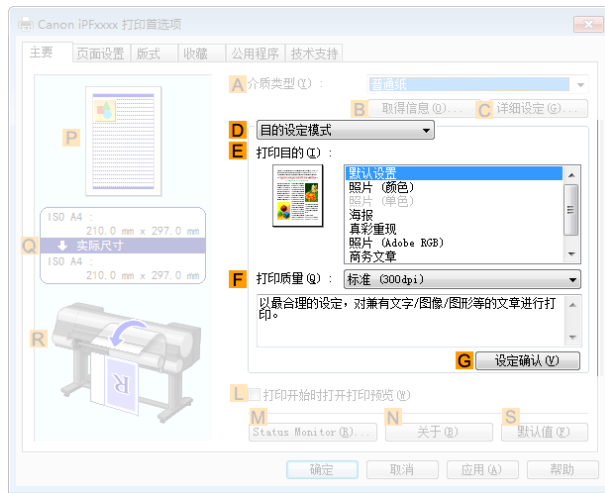 Canon iPFxxxx 打印首选项
主要 页面设置 版式 收藏 公用程序 技术支持
A 介质类型(Y)： 普通纸
B 取得信息(O)... C 详细设定(G)...
D 目的设定模式
E 打印目的(I)：
默认设置
照片 (颜色)
照片 (单色)
海报
真彩重现
照片 (Adobe RGB)
商务文章
F 打印质量(Q)： 标准 (300dpi)
以最合理的设定，对兼有文字/图像/图形等的文章进行打
印。
G 设定确认(V)
P
ISO A4 :
210.0 mm x 297.0 mm
Q 实际尺寸
ISO A4 :
210.0 mm x 297.0 mm
R
R
L 打印开始时打开打印预览(W)
M N S
Status Monitor(R)... 关于(B) 默认值(F)
确定 取消 应用(A) 帮助